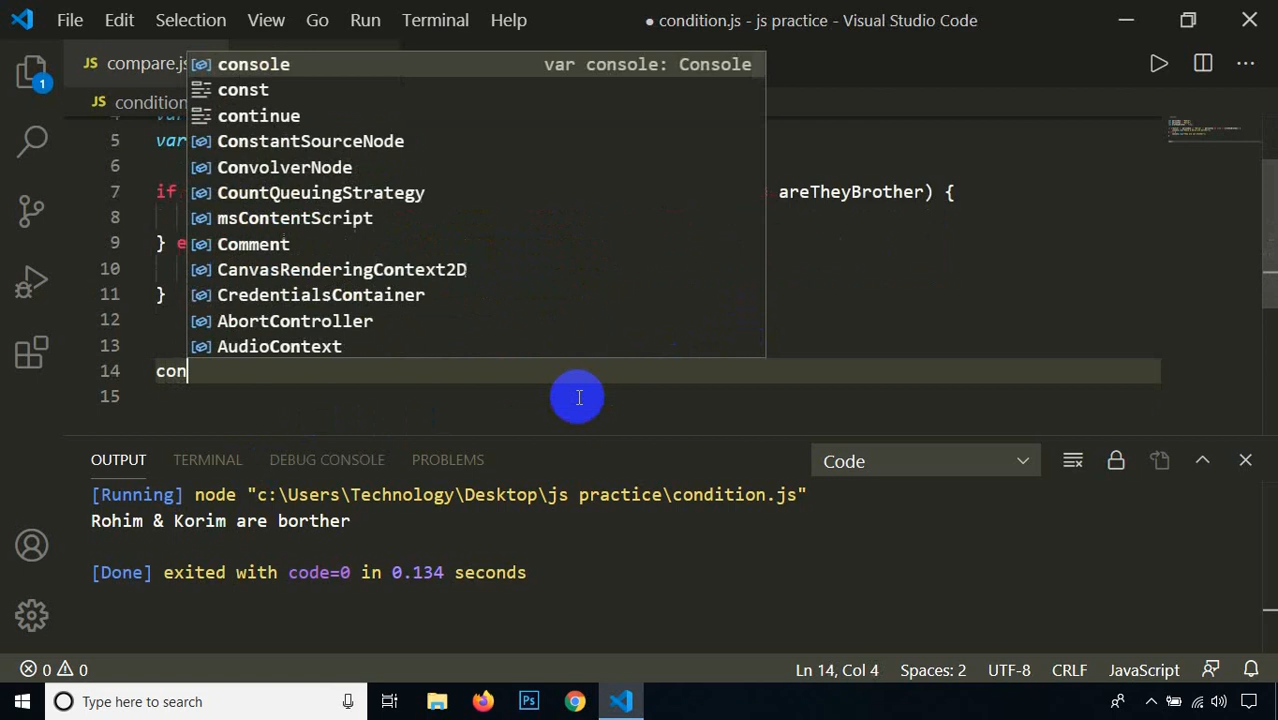 File Edit Selection View Go Run Terminal Help
● condition.js - js practice - Visual Studio Code
1
JS compare.js
JS condition
console var console: Console
const
continue
ConstantSourceNode
ConvolverNode
CountQueuingStrategy
msContentScript
Comment
CanvasRenderingContext2D
CredentialsContainer
AbortController
AudioContext
5 var
6
7 if areTheyBrother) {
8
9 } e
10
11 }
12
13
14 con
15
OUTPUT TERMINAL DEBUG CONSOLE PROBLEMS Code
[Running] node "c:\Users\Technology\Desktop\js practice\condition.js"
Rohim & Korim are borther
[Done] exited with code=0 in 0.134 seconds
0 0 Ln 14, Col 4 Spaces: 2 UTF-8 CRLF JavaScript
Type here to search Ps